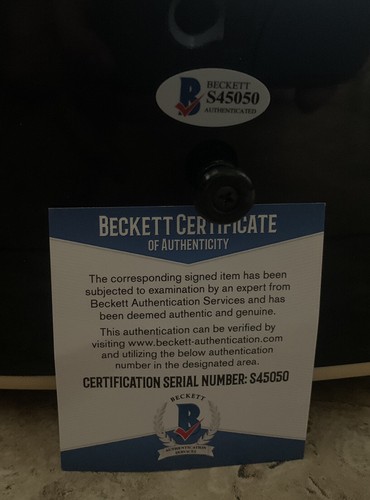 BECKETT
B S45050
AUTHENTICATED
BECKETT CERTIFICATE
OF AUTHENTICITY
The corresponding signed item has been
subjected to examination by an expert from
Beckett Authentication Services and has
been deemed authentic and genuine.
This authentication can be verified by
visiting www.beckett-authentication.com
and utilizing the below authentication
number in the designated area.
CERTIFICATION SERIAL NUMBER: S45050
BECKETT
B
AUTHENTICATION
SERVICES